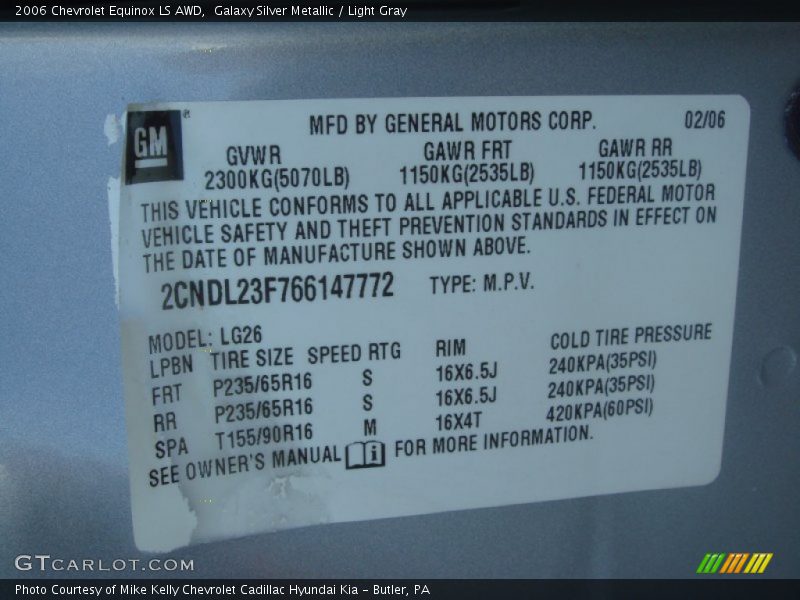 2006 Chevrolet Equinox LS AWD,  Galaxy Silver Metallic / Light Gray
GM ®
MFD BY GENERAL MOTORS CORP. 02/06
GVWR GAWR FRT GAWR RR
2300KG(5070LB) 1150KG(2535LB) 1150KG(2535LB)
THIS VEHICLE CONFORMS TO ALL APPLICABLE U.S. FEDERAL MOTOR
VEHICLE SAFETY AND THEFT PREVENTION STANDARDS IN EFFECT ON
THE DATE OF MANUFACTURE SHOWN ABOVE.
2CNDL23F766147772 TYPE: M.P.V.
MODEL: LG26
LPBN TIRE SIZE SPEED RTG RIM COLD TIRE PRESSURE
FRT P235/65R16 S 16X6.5J 240KPA(35PSI)
RR P235/65R16 S 16X6.5J 240KPA(35PSI)
SPA T155/90R16 M 16X4T 420KPA(60PSI)
SEE OWNER'S MANUAL i FOR MORE INFORMATION.
GTCARLOT.COM
Photo Courtesy of Mike Kelly Chevrolet Cadillac Hyundai Kia - Butler, PA